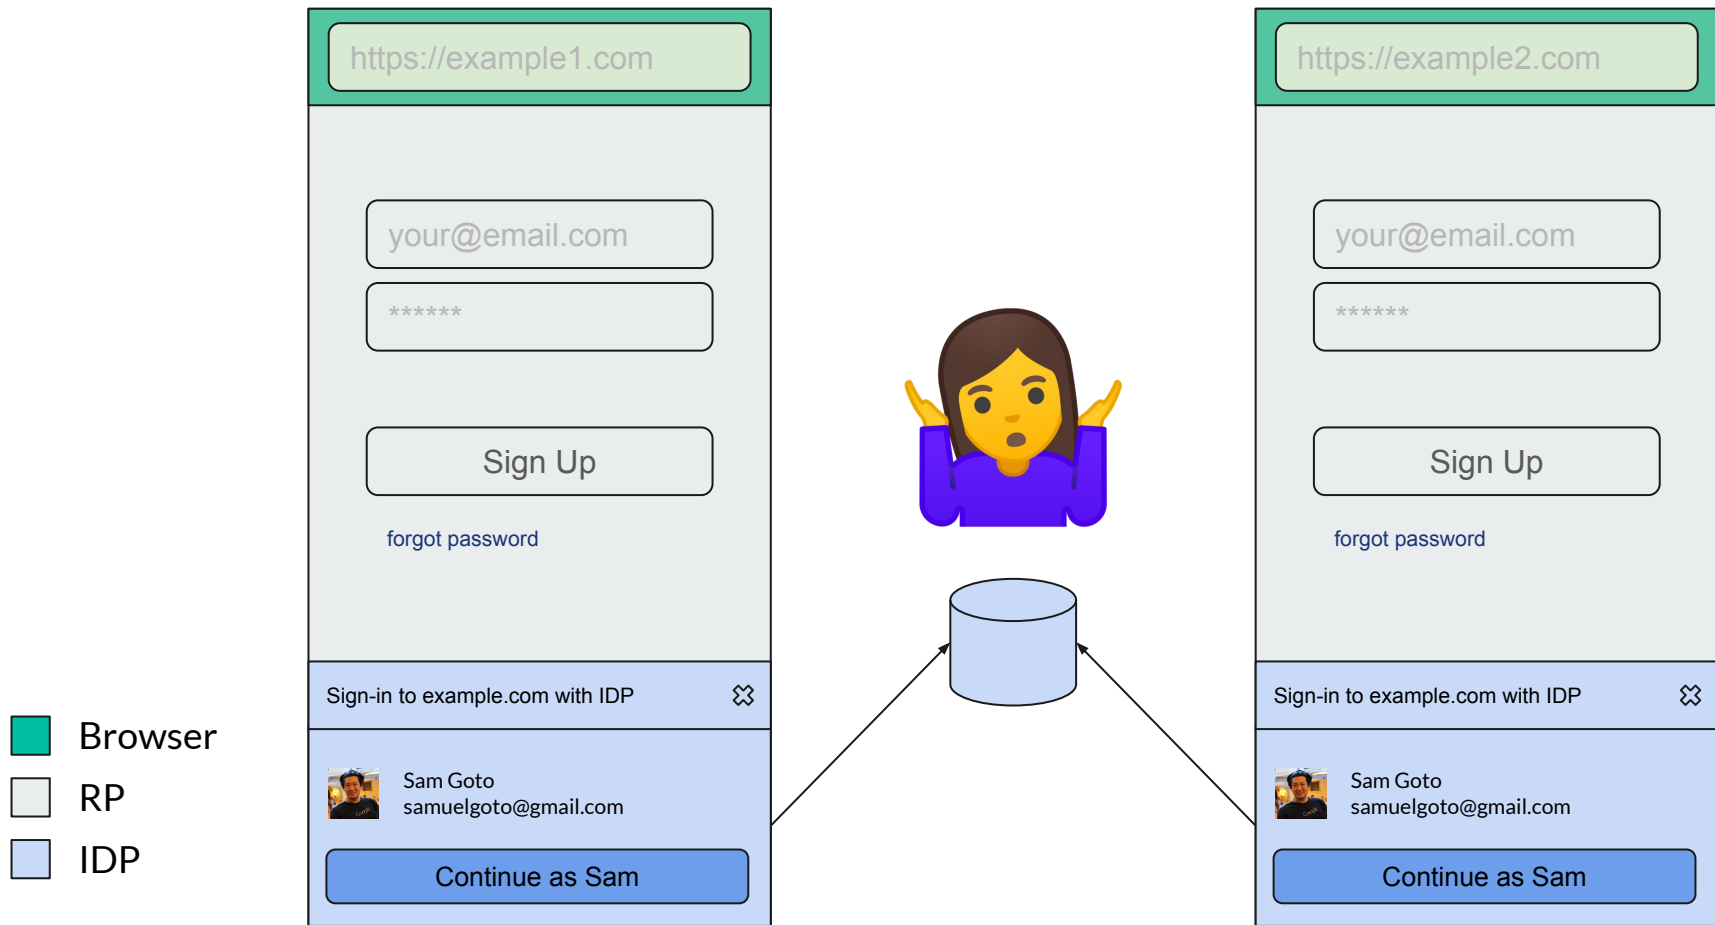 https://example1.com
your@email.com
******
Sign Up
forgot password
Sign-in to example.com with IDP
Sam Goto
samuelgoto@gmail.com
Continue as Sam
https://example2.com
your@email.com
******
Sign Up
forgot password
Sign-in to example.com with IDP
Sam Goto
samuelgoto@gmail.com
Continue as Sam
Browser
RP
IDP